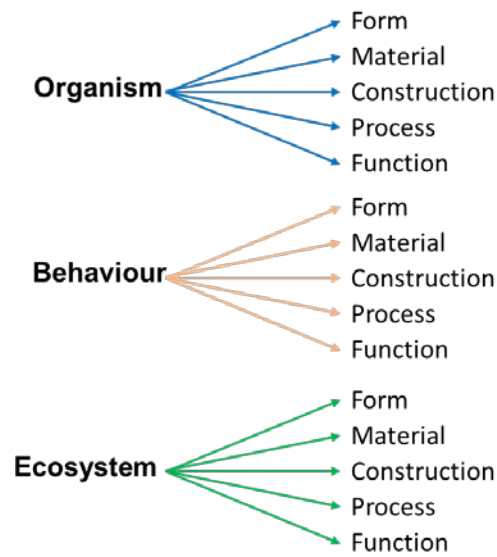 Organism
Form
Material
Construction
Process
Function
Behaviour
Form
Material
Construction
Process
Function
Ecosystem
Form
Material
Construction
Process
Function